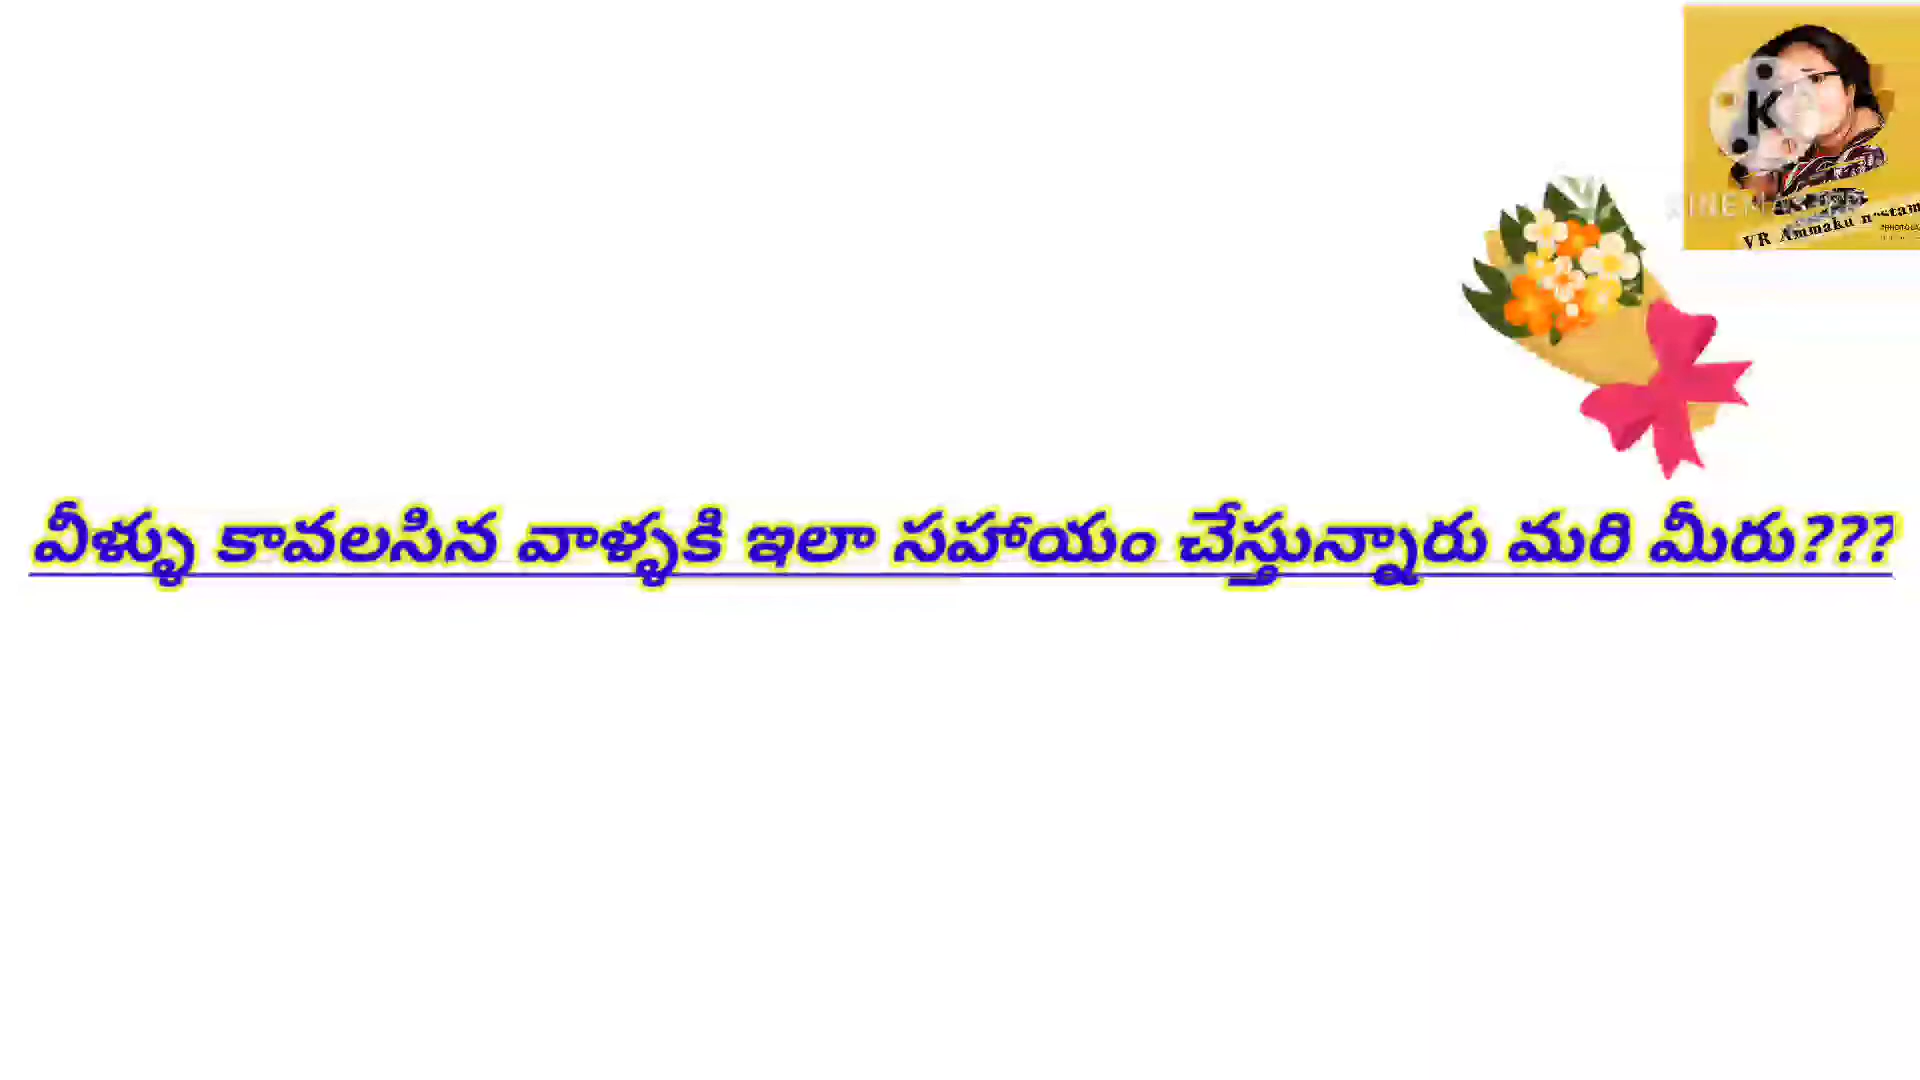 K
VR Ammaku
వీళ్ళు కావలసిన వాళ్ళకి ఇలా సహాయం చేస్తున్నారు మరి మీరు???